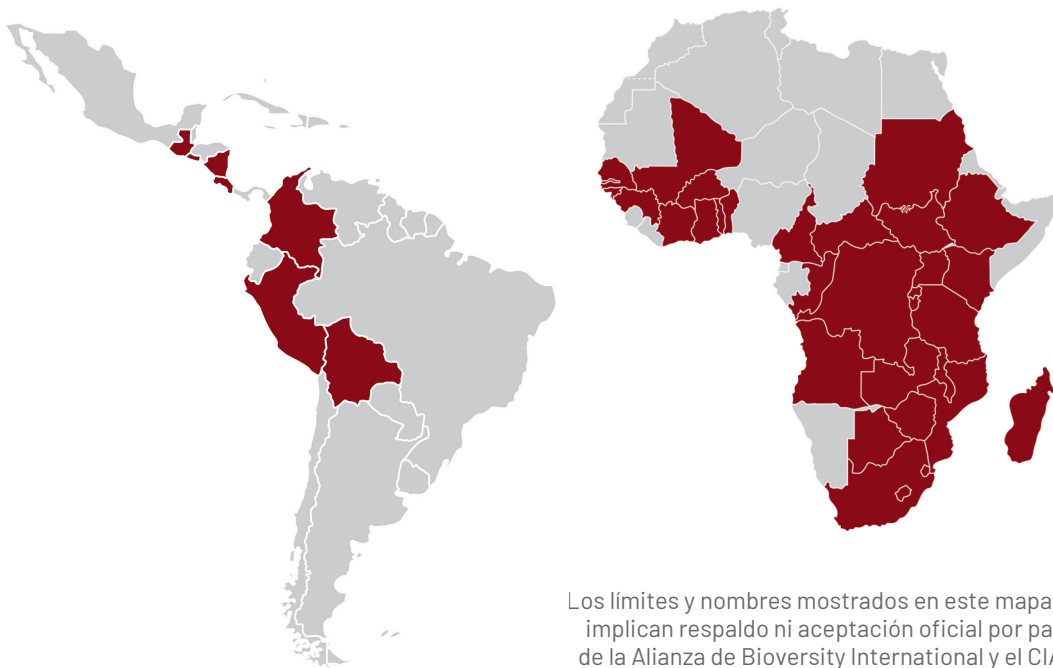 Los límites y nombres mostrados en este mapa
implican respaldo ni aceptación oficial por pa
de la Alianza de Bioversity International y el CIA